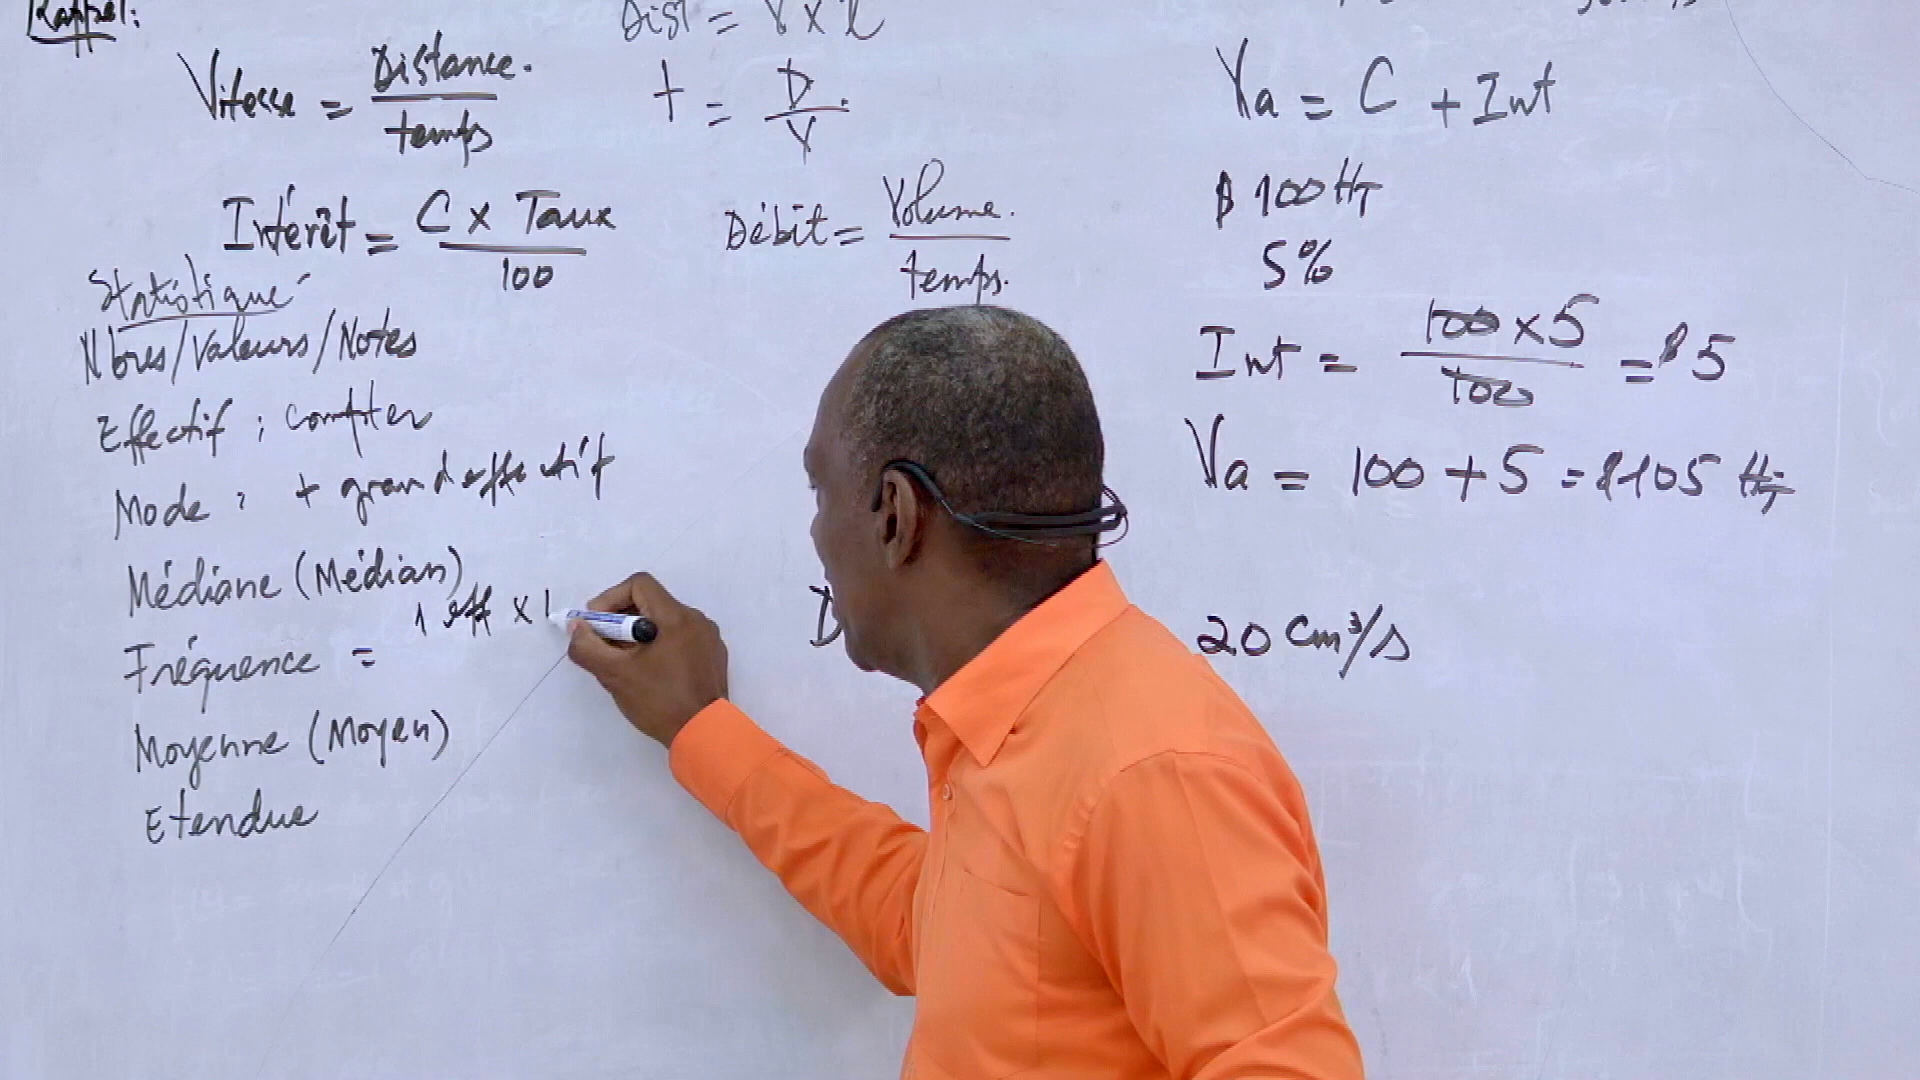 Rappel:
Dist = V x t
Vitesse = Distance.
temps
t = D.
V
Intérêt = C x Taux
100
Débit = Volume.
temps.
Statistique
Nbres/Valeurs/Notes
Effectif : compter
Mode : + grand effectif
Médiane (Médian)
Fréquence = 1 eff x 1
Moyenne (Moyen)
Etendue
Va = C + Int
$ 100 HT
5%
Int = 100 x 5 = $ 5
100
Va = 100 + 5 = $ 105 HT
D
20 Cm³/s